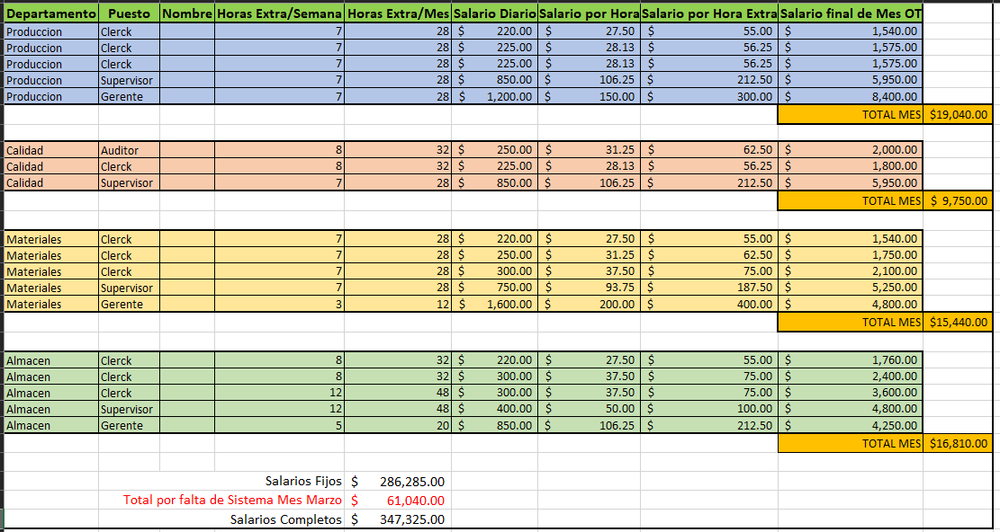 Departamento Puesto Nombre Horas Extra/Semana Horas Extra/Mes Salario Diario Salario por Hora Salario por Hora Extra Salario final de Mes OT
Produccion Clerck 7 28 $ 220.00 $ 27.50 $ 55.00 $ 1,540.00
Produccion Clerck 7 28 $ 225.00 $ 28.13 $ 56.25 $ 1,575.00
Produccion Clerck 7 28 $ 225.00 $ 28.13 $ 56.25 $ 1,575.00
Produccion Supervisor 7 28 $ 850.00 $ 106.25 $ 212.50 $ 5,950.00
Produccion Gerente 7 28 $ 1,200.00 $ 150.00 $ 300.00 $ 8,400.00
TOTAL MES $19,040.00
Calidad Auditor 8 32 $ 250.00 $ 31.25 $ 62.50 $ 2,000.00
Calidad Clerck 8 32 $ 225.00 $ 28.13 $ 56.25 $ 1,800.00
Calidad Supervisor 7 28 $ 850.00 $ 106.25 $ 212.50 $ 5,950.00
TOTAL MES $ 9,750.00
Materiales Clerck 7 28 $ 220.00 $ 27.50 $ 55.00 $ 1,540.00
Materiales Clerck 7 28 $ 250.00 $ 31.25 $ 62.50 $ 1,750.00
Materiales Clerck 7 28 $ 300.00 $ 37.50 $ 75.00 $ 2,100.00
Materiales Supervisor 7 28 $ 750.00 $ 93.75 $ 187.50 $ 5,250.00
Materiales Gerente 3 12 $ 1,600.00 $ 200.00 $ 400.00 $ 4,800.00
TOTAL MES $15,440.00
Almacen Clerck 8 32 $ 220.00 $ 27.50 $ 55.00 $ 1,760.00
Almacen Clerck 8 32 $ 300.00 $ 37.50 $ 75.00 $ 2,400.00
Almacen Clerck 12 48 $ 300.00 $ 37.50 $ 75.00 $ 3,600.00
Almacen Supervisor 12 48 $ 400.00 $ 50.00 $ 100.00 $ 4,800.00
Almacen Gerente 5 20 $ 850.00 $ 106.25 $ 212.50 $ 4,250.00
TOTAL MES $16,810.00
Salarios Fijos $ 286,285.00
Total por falta de Sistema Mes Marzo $ 61,040.00
Salarios Completos $ 347,325.00